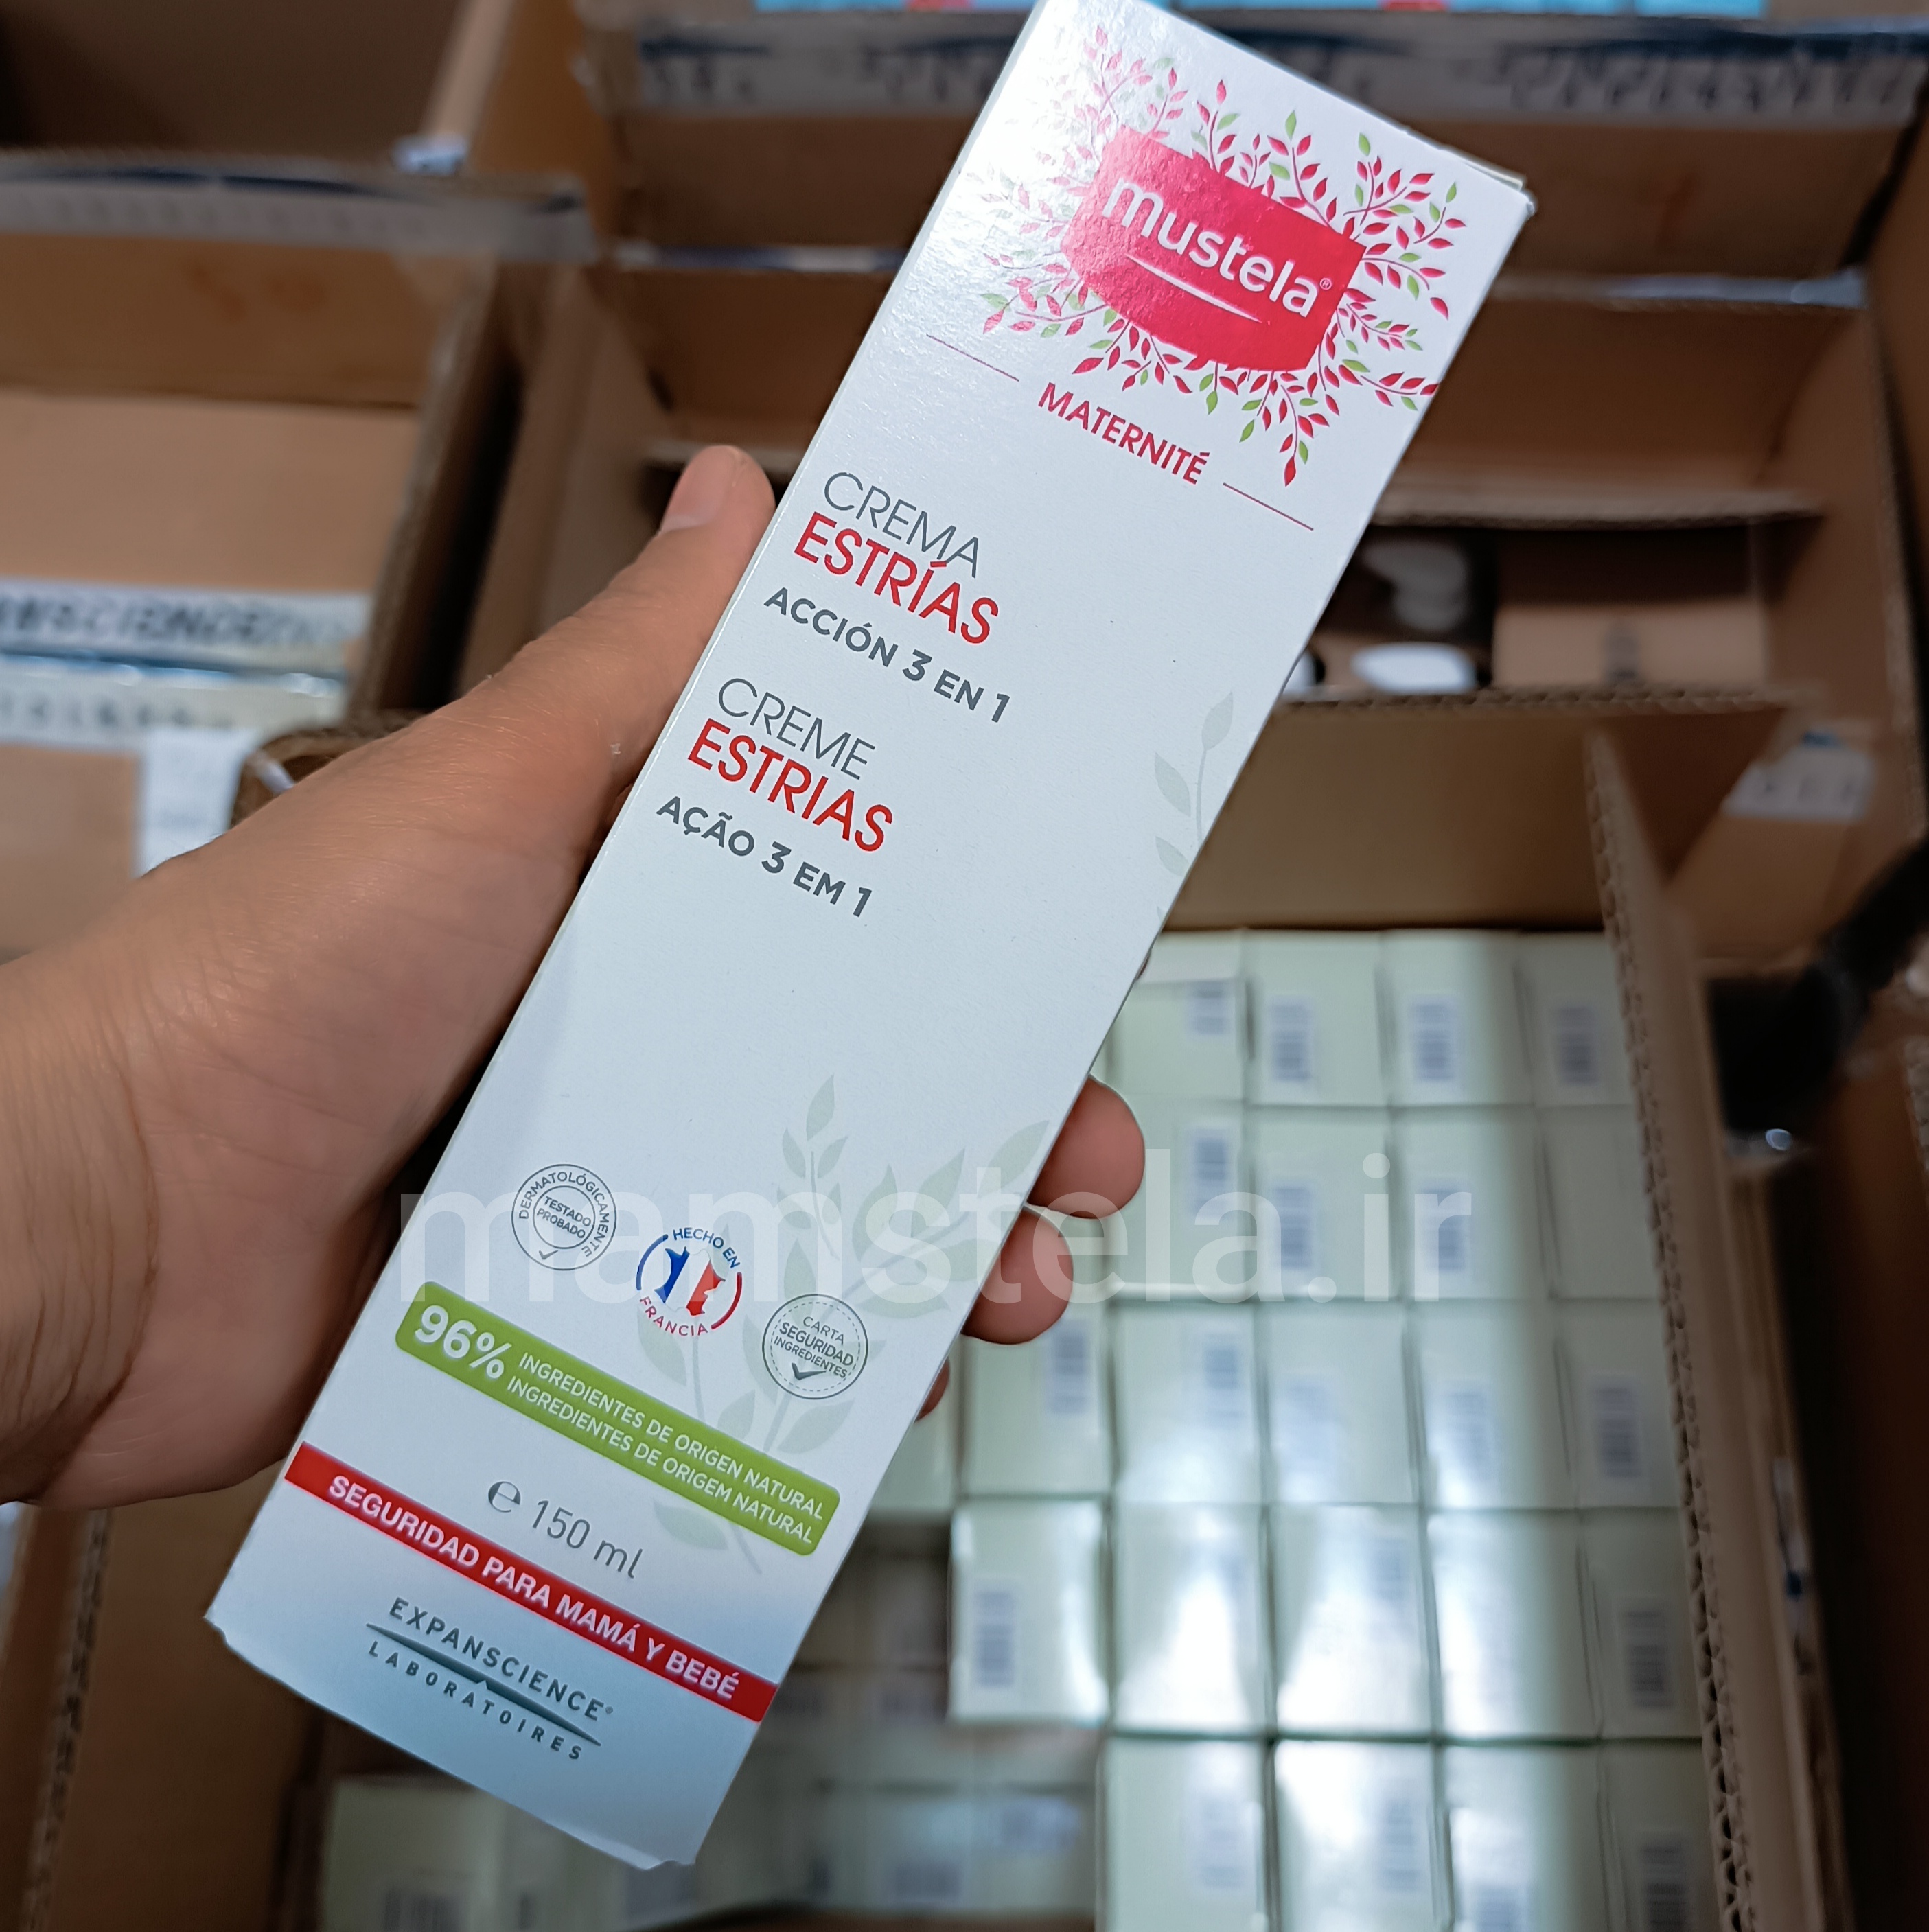 mustela®
MATERNITÉ
CREMA
ESTRÍAS
ACCIÓN 3 EN 1
CREME
ESTRIAS
AÇÃO 3 EM 1
DERMATOLÓGICAMENTE
TESTADO
PROBADO
HECHO EN
FRANCIA
CARTA
SEGURIDAD
INGREDIENTES
96%
INGREDIENTES DE ORIGEN NATURAL
INGREDIENTES DE ORIGEM NATURAL
℮ 150 ml
SEGURIDAD PARA MAMÁ Y BEBÉ
EXPANSCIENCE®
LABORATOIRES
mamstela.ir